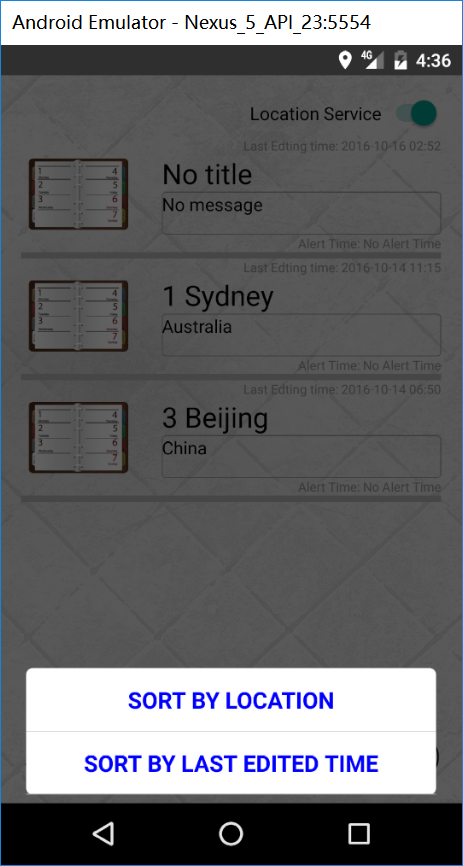 Android Emulator - Nexus_5_API_23:5554
4G 4:36
Location Service
Last Edting time: 2016-10-16 02:52
No title
No message
Alert Time: No Alert Time
Last Edting time: 2016-10-14 11:15
1 Sydney
Australia
Alert Time: No Alert Time
Last Edting time: 2016-10-14 06:50
3 Beijing
China
Alert Time: No Alert Time
SORT BY LOCATION
SORT BY LAST EDITED TIME